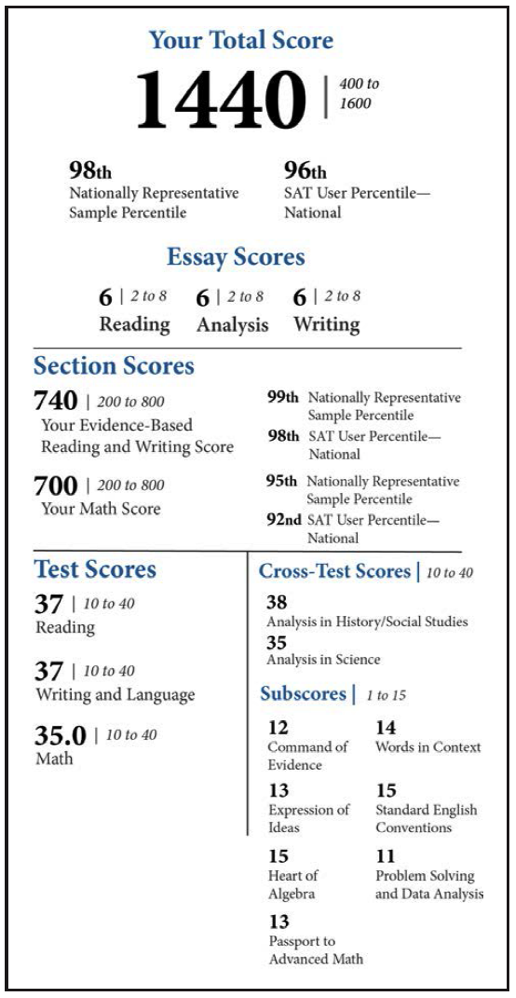 Your Total Score
1440 | 400 to
1600
98th
Nationally Representative
Sample Percentile
96th
SAT User Percentile—
National
Essay Scores
6 | 2 to 8
Reading
6 | 2 to 8
Analysis
6 | 2 to 8
Writing
Section Scores
740 | 200 to 800
Your Evidence-Based
Reading and Writing Score
99th Nationally Representative
Sample Percentile
98th SAT User Percentile—
National
700 | 200 to 800
Your Math Score
95th Nationally Representative
Sample Percentile
92nd SAT User Percentile—
National
Test Scores
37 | 10 to 40
Reading
37 | 10 to 40
Writing and Language
35.0 | 10 to 40
Math
Cross-Test Scores | 10 to 40
38
Analysis in History/Social Studies
35
Analysis in Science
Subscores | 1 to 15
12
Command of
Evidence
14
Words in Context
13
Expression of
Ideas
15
Standard English
Conventions
15
Heart of
Algebra
11
Problem Solving
and Data Analysis
13
Passport to
Advanced Math